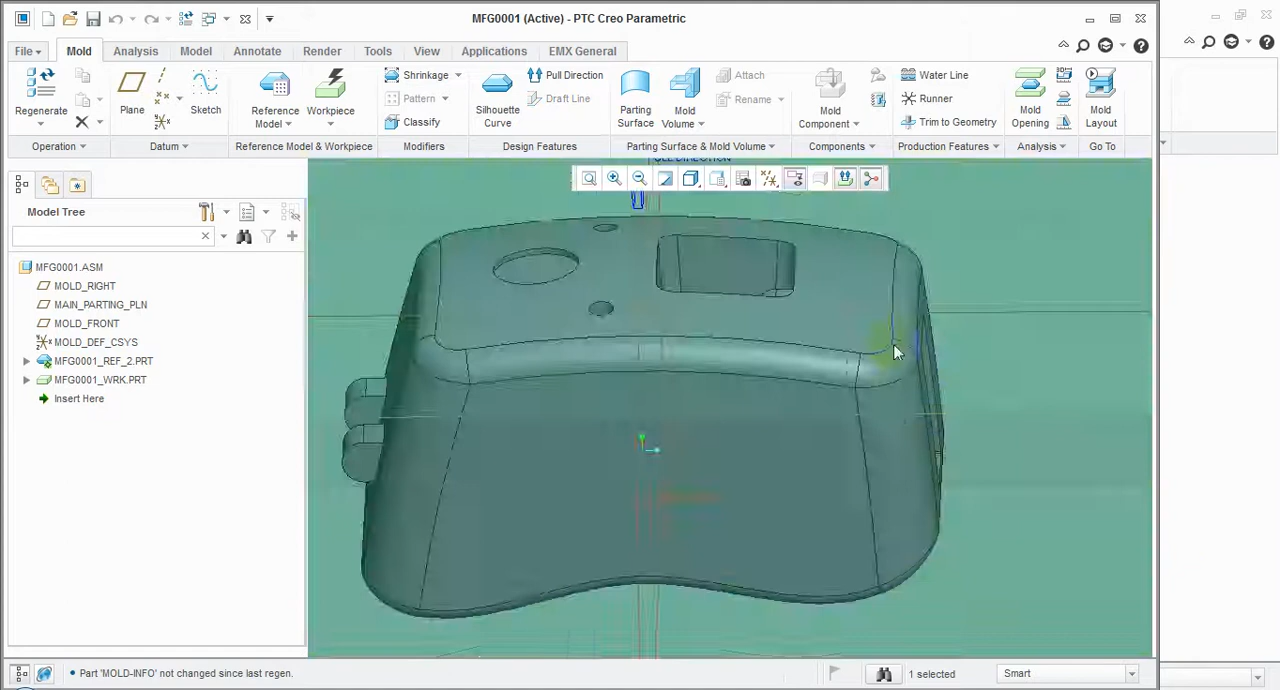 MFG0001 (Active) - PTC Creo Parametric
File Mold Analysis Model Annotate Render Tools View Applications EMX General
Regenerate
Plane
Sketch
Reference Model
Workpiece
Shrinkage
Pattern
Classify
Silhouette Curve
Pull Direction
Draft Line
Parting Surface
Mold Volume
Attach
Rename
Mold Component
Water Line
Runner
Trim to Geometry
Mold Opening
Mold Layout
Operation Datum Reference Model & Workpiece Modifiers Design Features Parting Surface & Mold Volume Components Production Features Analysis Go To
Model Tree
MFG0001.ASM
MOLD_RIGHT
MAIN_PARTING_PLN
MOLD_FRONT
MOLD_DEF_CSYS
MFG0001_REF_2.PRT
MFG0001_WRK.PRT
Insert Here
Part 'MOLD-INFO' not changed since last regen.
1 selected
Smart